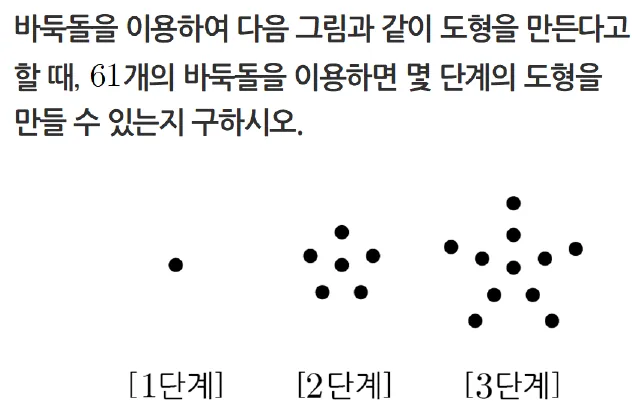 바둑돌을 이용하여 다음 그림과 같이 도형을 만든다고
할 때, 61개의 바둑돌을 이용하면 몇 단계의 도형을
만들 수 있는지 구하시오.
[1단계] [2단계] [3단계]